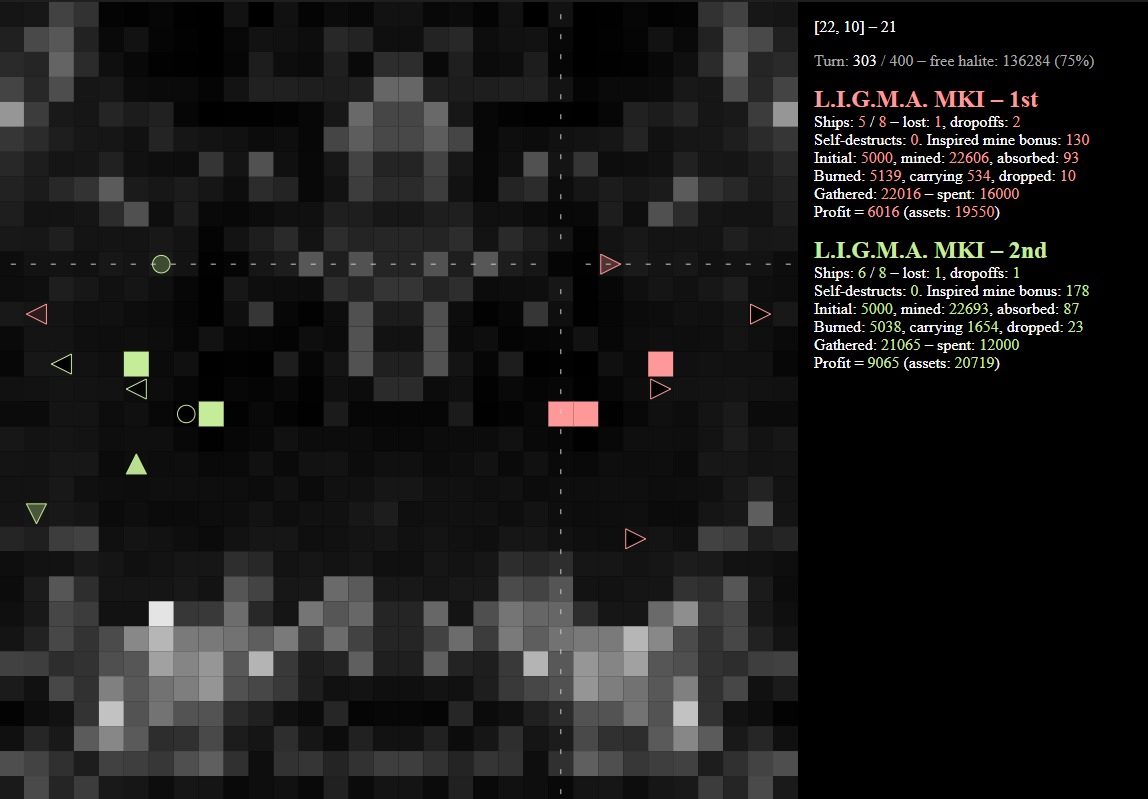 [22, 10] – 21
Turn: 303 / 400 – free halite: 136284 (75%)
L.I.G.M.A. MKI – 1st
Ships: 5 / 8 – lost: 1, dropoffs: 2
Self-destructs: 0. Inspired mine bonus: 130
Initial: 5000, mined: 22606, absorbed: 93
Burned: 5139, carrying 534, dropped: 10
Gathered: 22016 – spent: 16000
Profit = 6016 (assets: 19550)
L.I.G.M.A. MKI – 2nd
Ships: 6 / 8 – lost: 1, dropoffs: 1
Self-destructs: 0. Inspired mine bonus: 178
Initial: 5000, mined: 22693, absorbed: 87
Burned: 5038, carrying 1654, dropped: 23
Gathered: 21065 – spent: 12000
Profit = 9065 (assets: 20719)